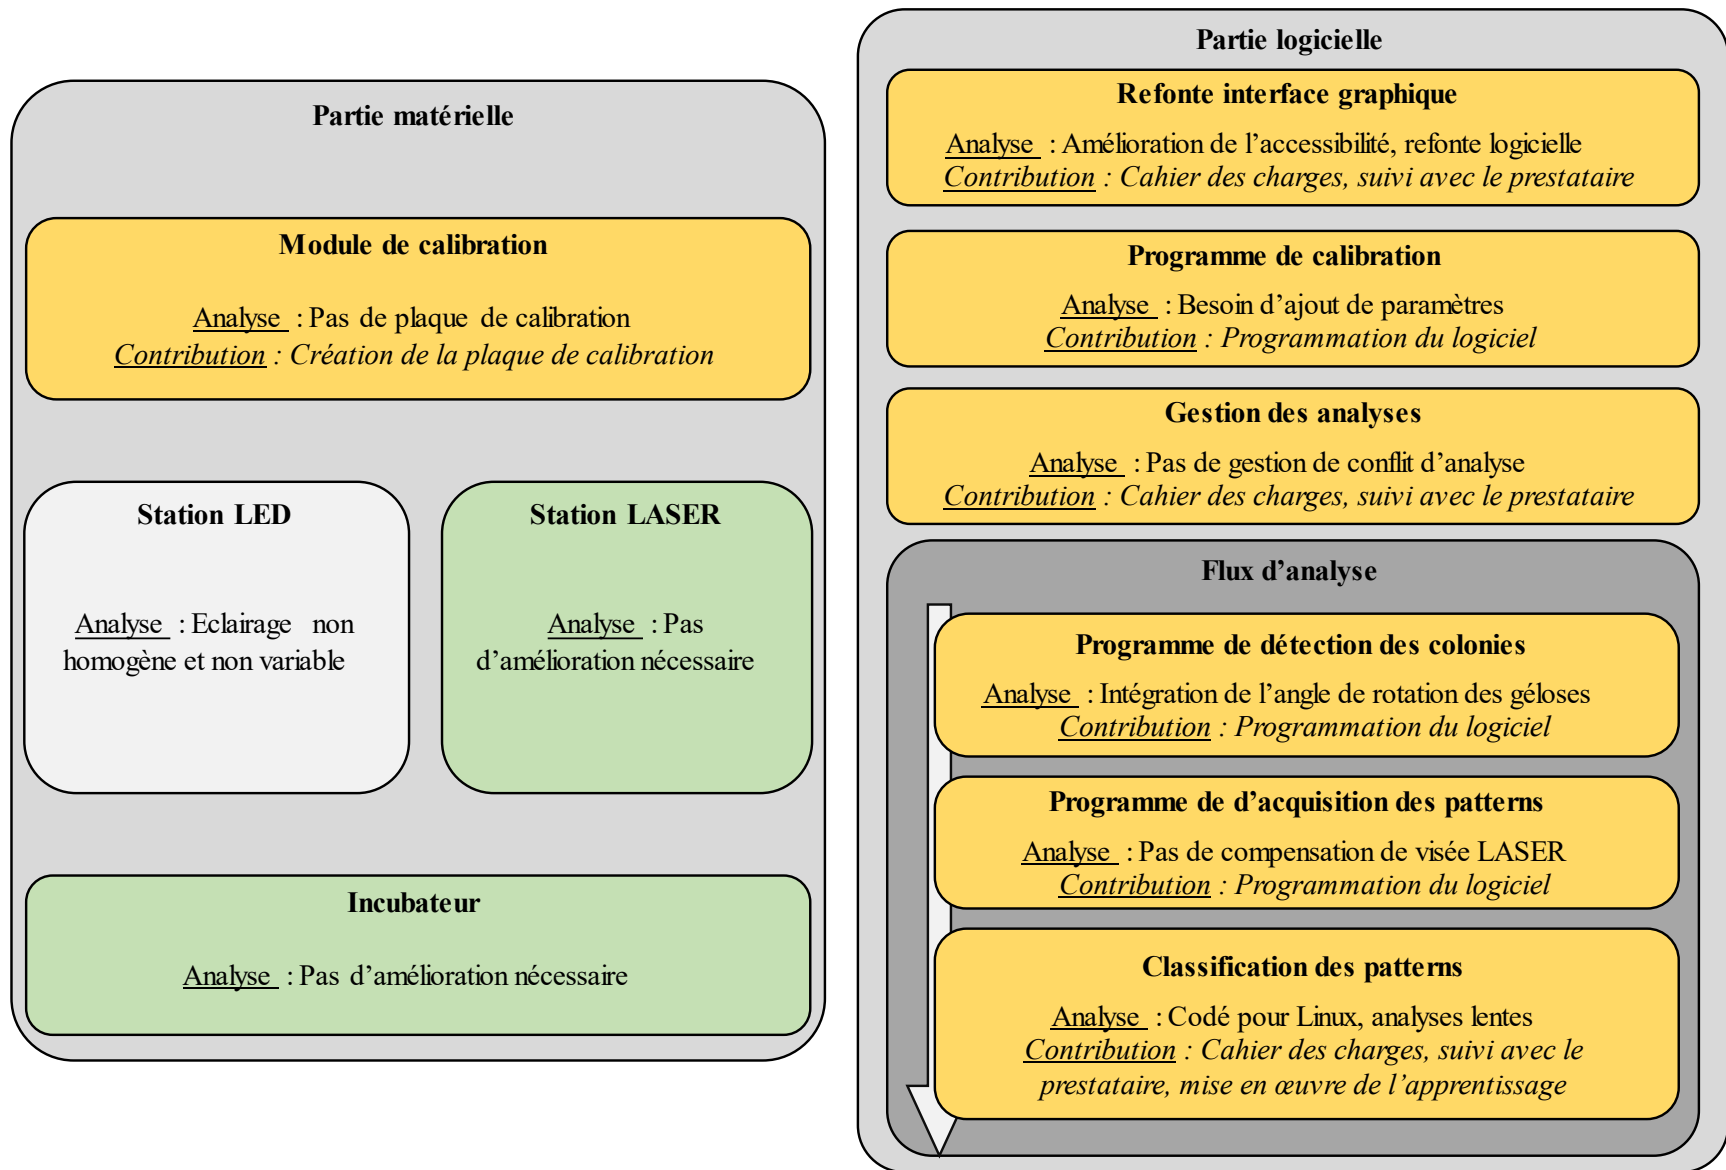 Partie matérielle
Module de calibration
Analyse : Pas de plaque de calibration
Contribution : Création de la plaque de calibration
Station LED
Analyse : Eclairage non
homogène et non variable
Station LASER
Analyse : Pas
d’amélioration nécessaire
Incubateur
Analyse : Pas d’amélioration nécessaire
Partie logicielle
Refonte interface graphique
Analyse : Amélioration de l’accessibilité, refonte logicielle
Contribution : Cahier des charges, suivi avec le prestataire
Programme de calibration
Analyse : Besoin d’ajout de paramètres
Contribution : Programmation du logiciel
Gestion des analyses
Analyse : Pas de gestion de conflit d’analyse
Contribution : Cahier des charges, suivi avec le prestataire
Flux d’analyse
Programme de détection des colonies
Analyse : Intégration de l’angle de rotation des géloses
Contribution : Programmation du logiciel
Programme de d’acquisition des patterns
Analyse : Pas de compensation de visée LASER
Contribution : Programmation du logiciel
Classification des patterns
Analyse : Codé pour Linux, analyses lentes
Contribution : Cahier des charges, suivi avec le
prestataire, mise en œuvre de l’apprentissage